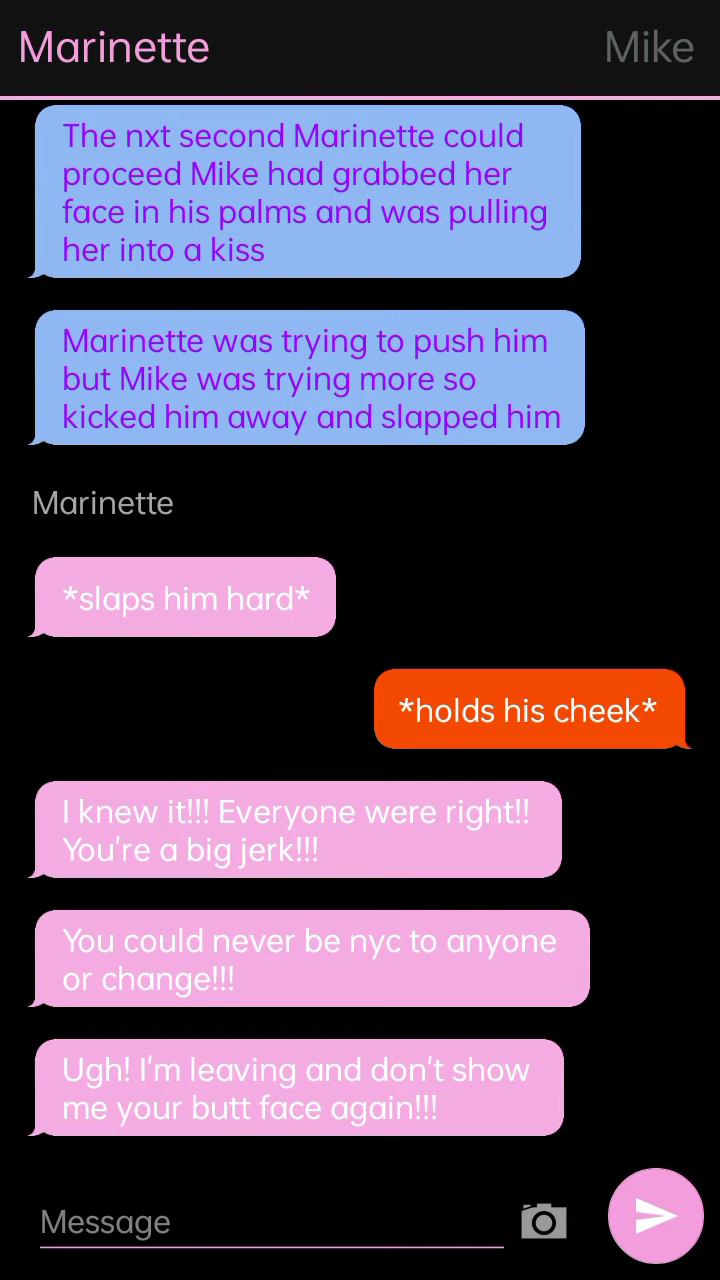 Marinette
Mike
The nxt second Marinette could
proceed Mike had grabbed her
face in his palms and was pulling
her into a kiss
Marinette was trying to push him
but Mike was trying more so
kicked him away and slapped him
Marinette
*slaps him hard*
*holds his cheek*
I knew it!!! Everyone were right!!
You're a big jerk!!!
You could never be nyc to anyone
or change!!!
Ugh! I'm leaving and don't show
me your butt face again!!!
Message